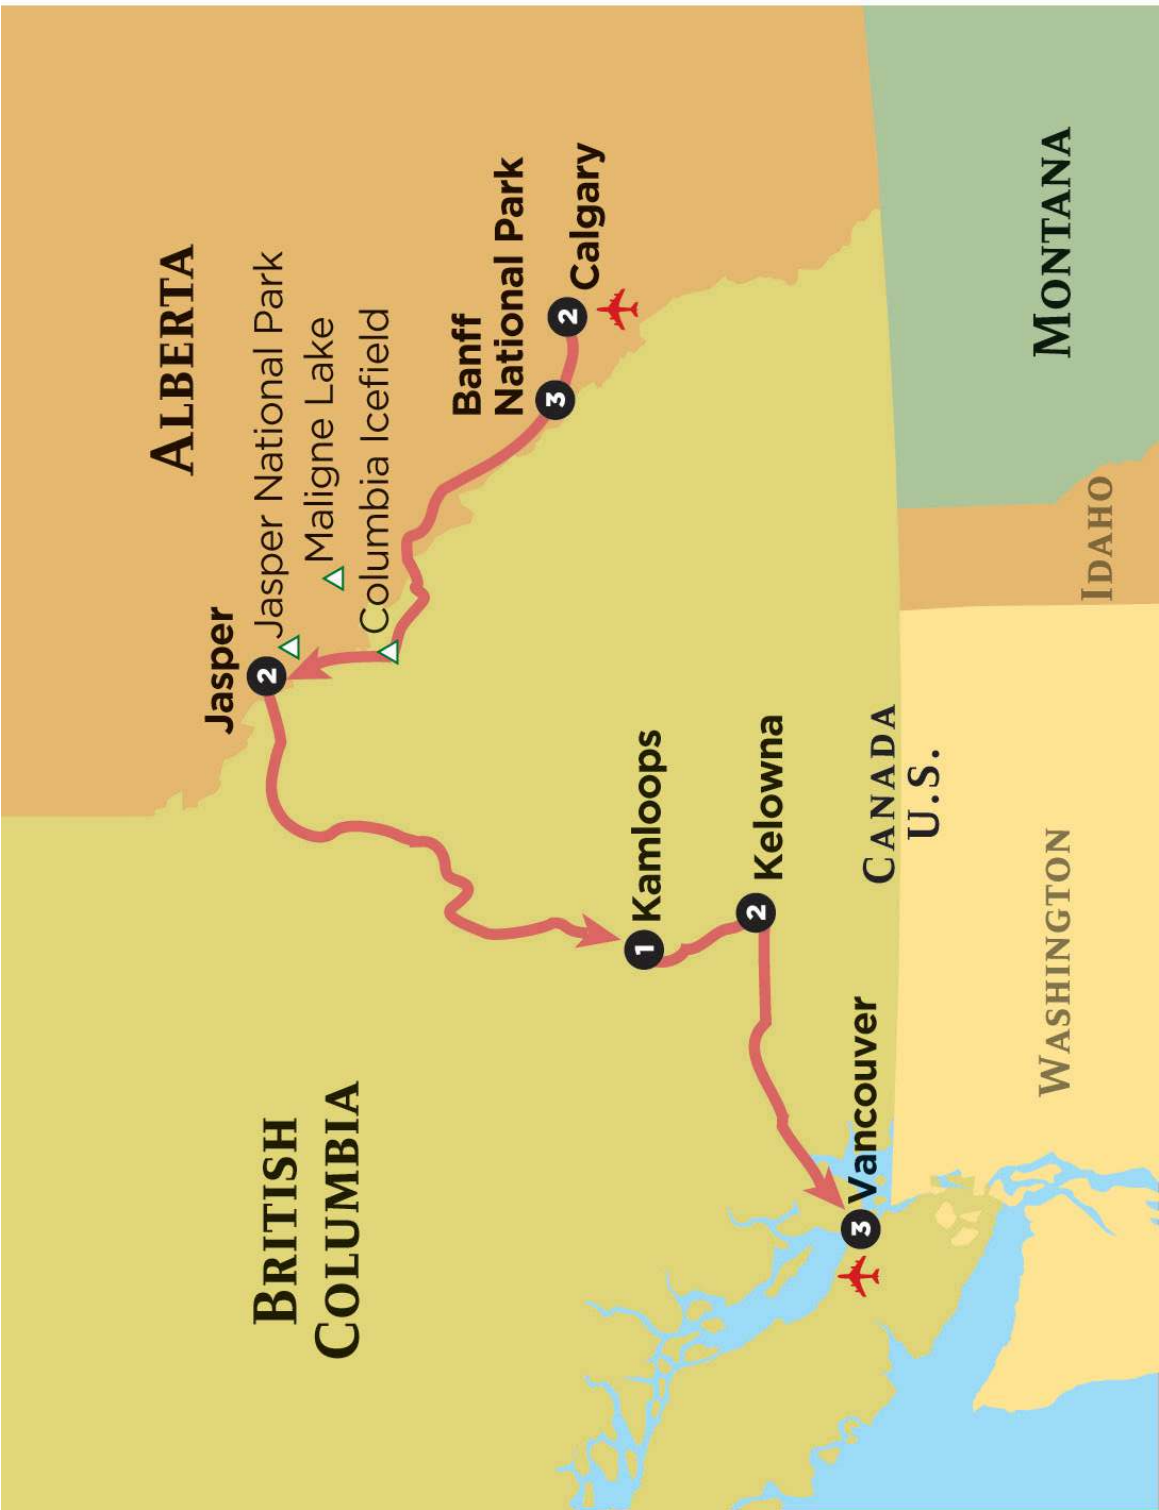 ALBERTA
Jasper
2
Jasper National Park
Maligne Lake
Columbia Icefield
Banff
National Park
3
2
Calgary
BRITISH
COLUMBIA
1
Kamloops
2
Kelowna
3
Vancouver
CANADA
U.S.
WASHINGTON
IDAHO
MONTANA